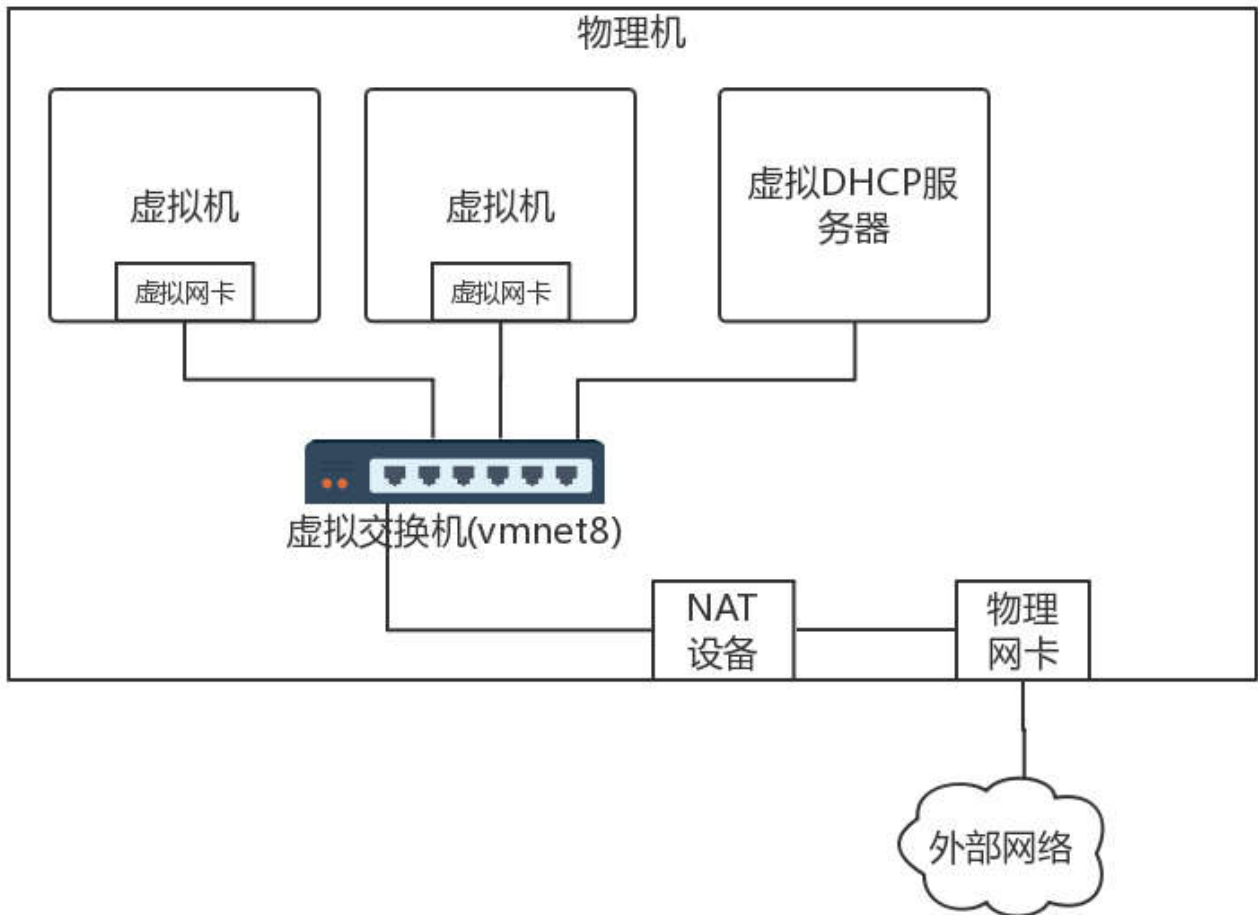 物理机
虚拟机
虚拟网卡
虚拟机
虚拟网卡
虚拟DHCP服
务器
虚拟交换机(vmnet8)
NAT
设备
物理
网卡
外部网络